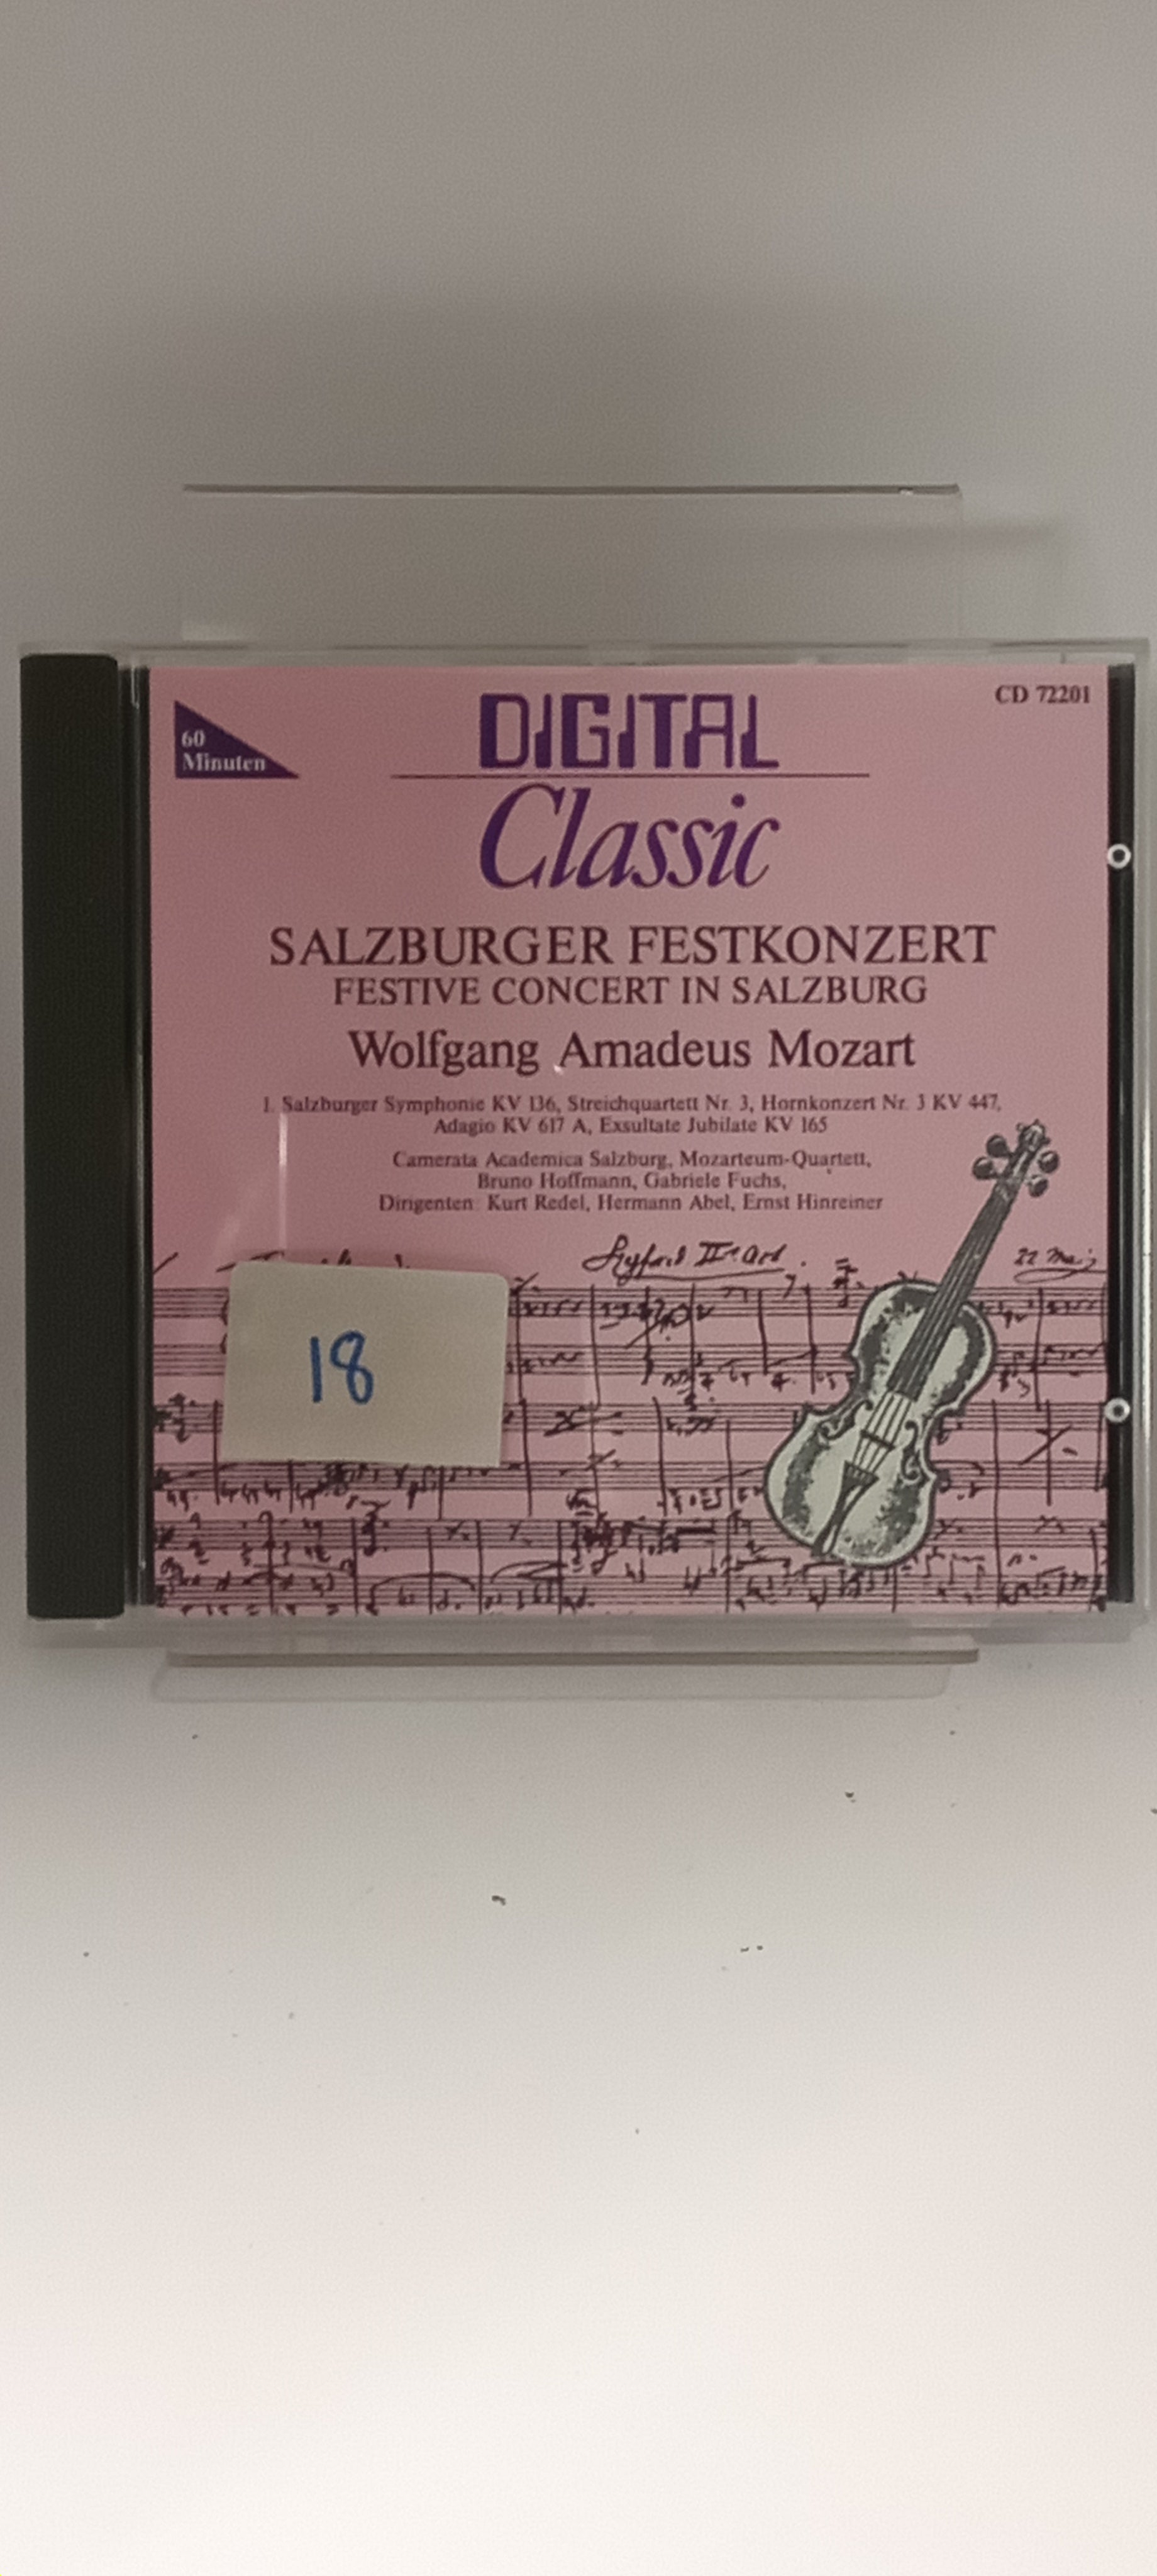 CD 72201
60
Minuten
DIGITAL
Classic
SALZBURGER FESTKONZERT
FESTIVE CONCERT IN SALZBURG
Wolfgang Amadeus Mozart
1. Salzburger Symphonie KV 136, Streichquartett Nr. 3, Hornkonzert Nr. 3 KV 447,
Adagio KV 617 A, Exsultate Jubilate KV 165
Camerata Academica Salzburg, Mozarteum-Quartett,
Bruno Hoffmann, Gabriele Fuchs,
Dirigenten: Kurt Redel, Hermann Abel, Ernst Hinreiner
18